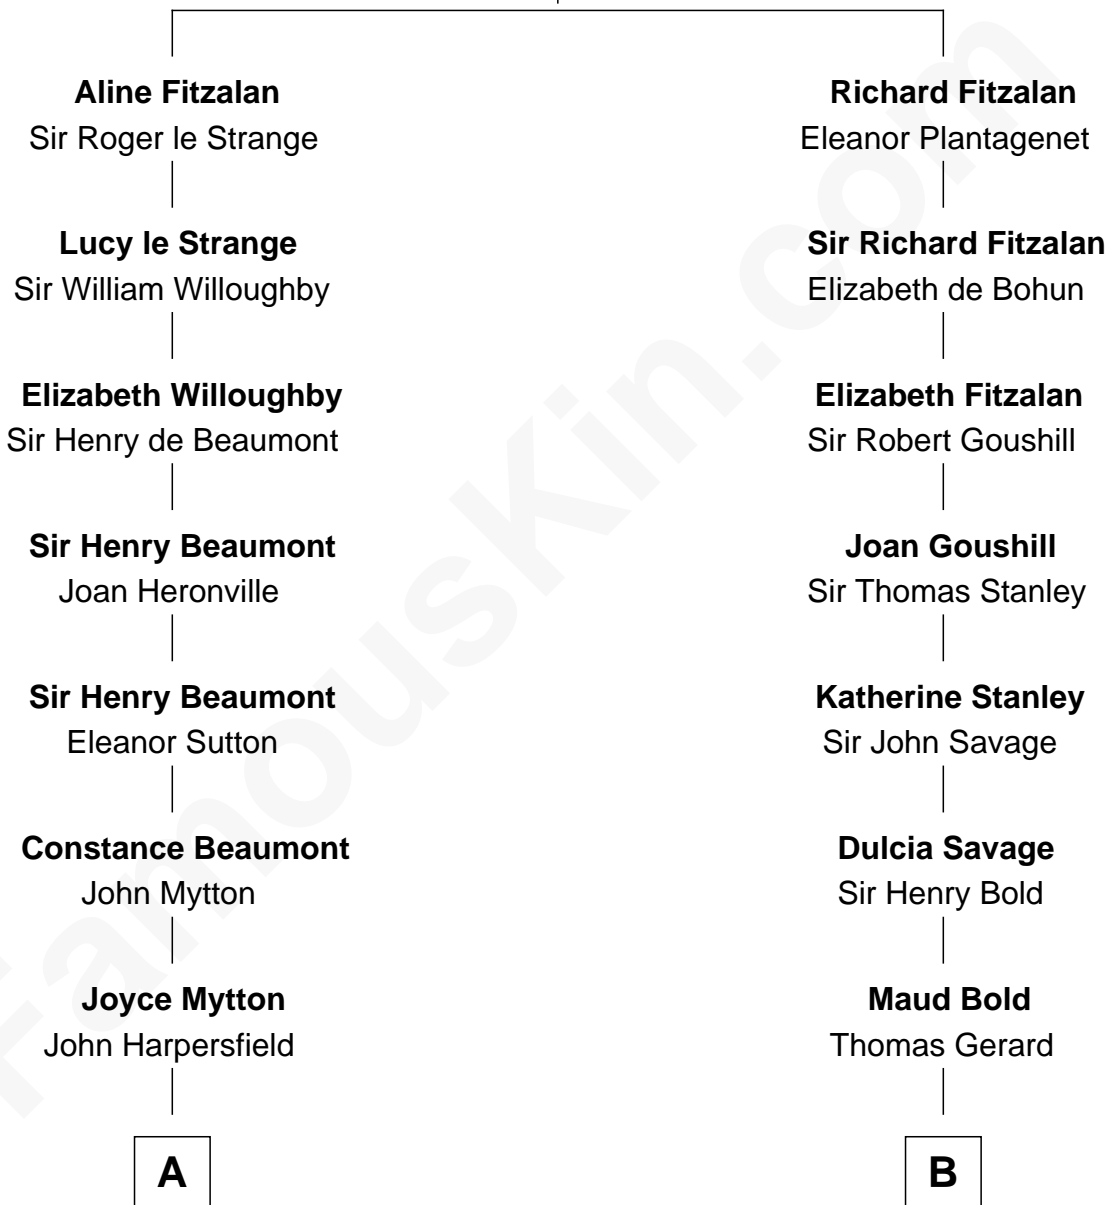 Aline Fitzalan
Sir Roger le Strange
Lucy le Strange
Sir William Willoughby
Elizabeth Willoughby
Sir Henry de Beaumont
Sir Henry Beaumont
Joan Heronville
Sir Henry Beaumont
Eleanor Sutton
Constance Beaumont
John Mytton
Joyce Mytton
John Harpersfield
A
Richard Fitzalan
Eleanor Plantagenet
Sir Richard Fitzalan
Elizabeth de Bohun
Elizabeth Fitzalan
Sir Robert Goushill
Joan Goushill
Sir Thomas Stanley
Katherine Stanley
Sir John Savage
Dulcia Savage
Sir Henry Bold
Maud Bold
Thomas Gerard
B
FamousKin.com